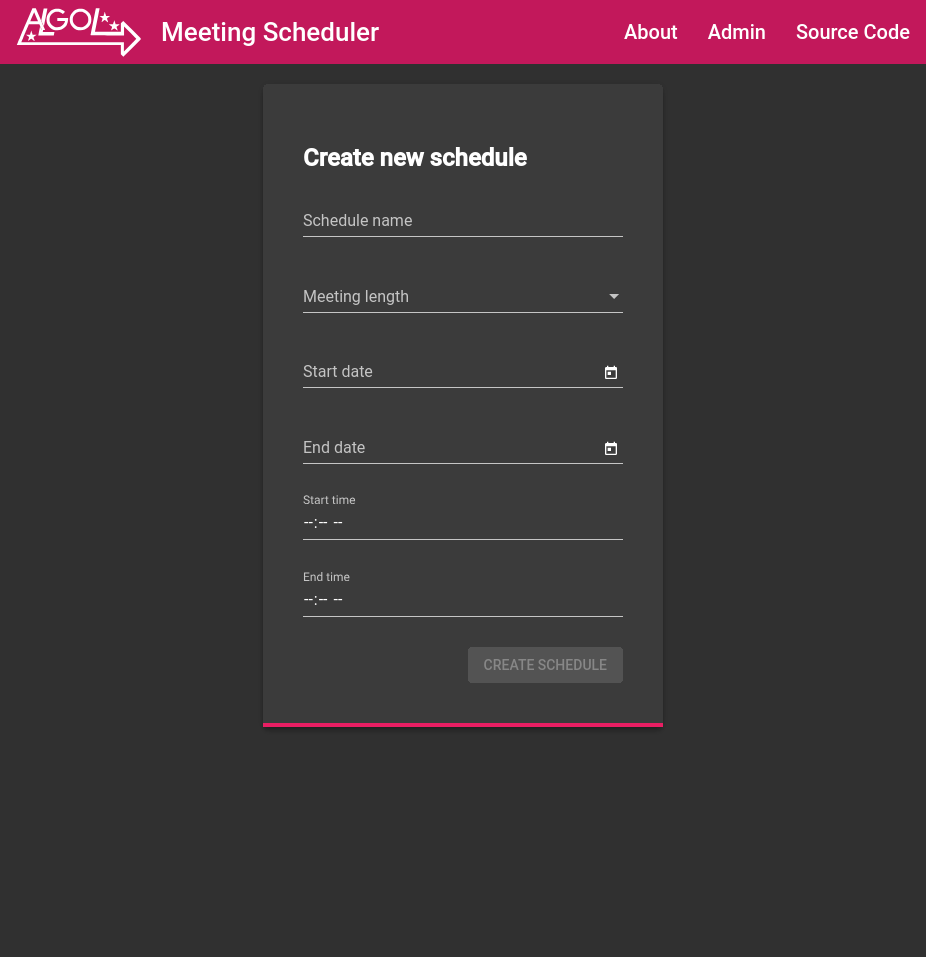 ALGOL
Meeting Scheduler
About
Admin
Source Code
Create new schedule
Schedule name
Meeting length
Start date
End date
Start time
--:-- --
End time
--:-- --
CREATE SCHEDULE